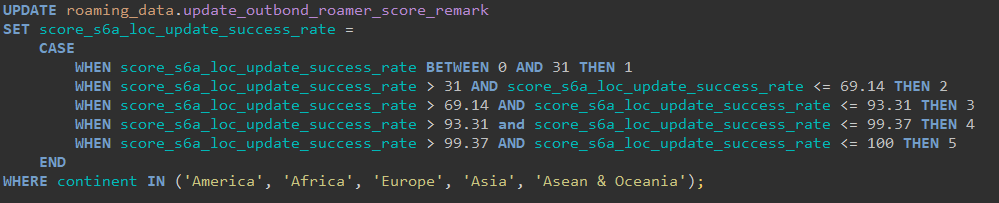 UPDATE roaming_data.update_outbond_roamer_score_remark
SET score_s6a_loc_update_success_rate =
CASE
WHEN score_s6a_loc_update_success_rate BETWEEN 0 AND 31 THEN 1
WHEN score_s6a_loc_update_success_rate > 31 AND score_s6a_loc_update_success_rate <= 69.14 THEN 2
WHEN score_s6a_loc_update_success_rate > 69.14 AND score_s6a_loc_update_success_rate <= 93.31 THEN 3
WHEN score_s6a_loc_update_success_rate > 93.31 and score_s6a_loc_update_success_rate <= 99.37 THEN 4
WHEN score_s6a_loc_update_success_rate > 99.37 AND score_s6a_loc_update_success_rate <= 100 THEN 5
END
WHERE continent IN ('America', 'Africa', 'Europe', 'Asia', 'Asean & Oceania');